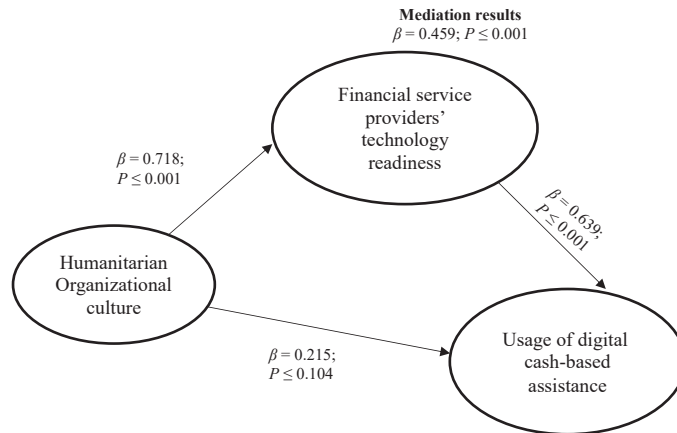 Mediation results
β = 0.459; P ≤ 0.001
Financial service
providers’
technology
readiness
β = 0.718;
P ≤ 0.001
β = 0.639;
P ≤ 0.001
Humanitarian
Organizational
culture
β = 0.215;
P ≤ 0.104
Usage of digital
cash-based
assistance